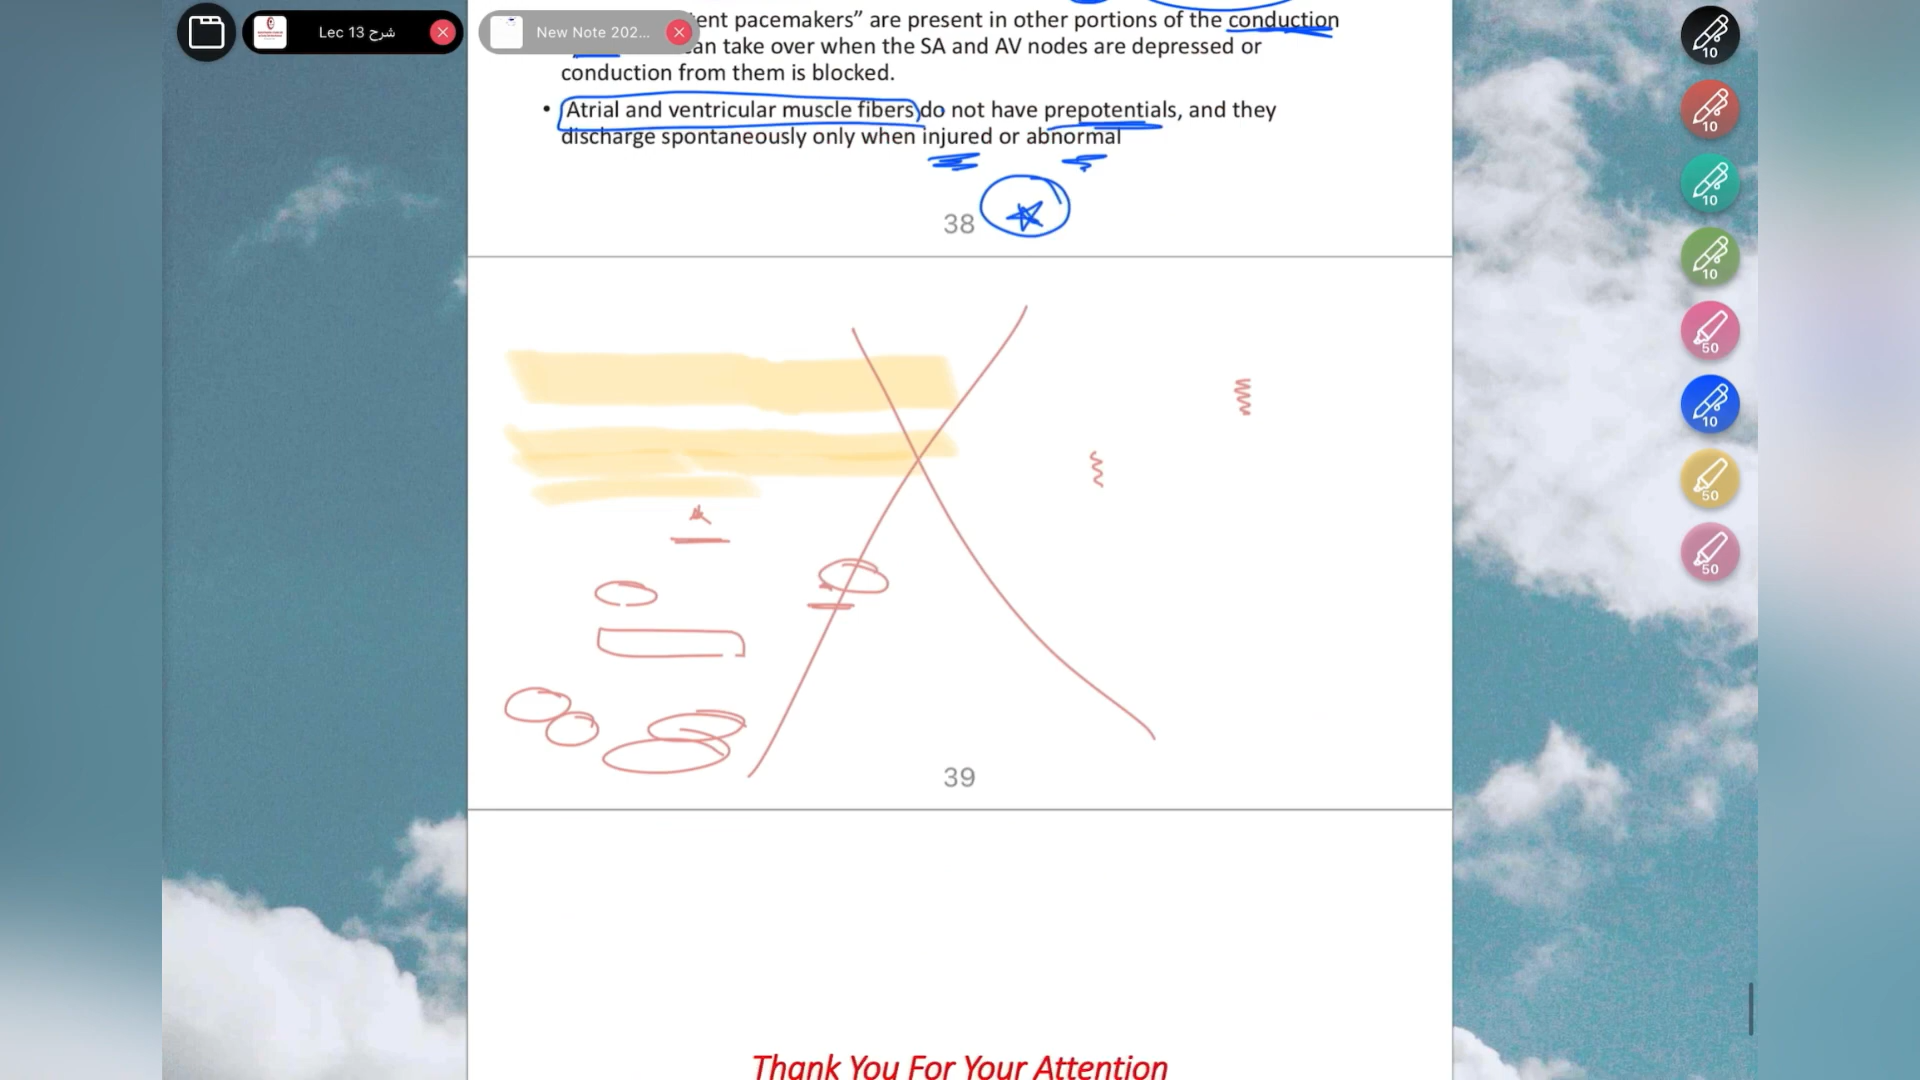 Lec 13 شرح
New Note 202...
ent pacemakers” are present in other portions of the conduction
an take over when the SA and AV nodes are depressed or
conduction from them is blocked.
• Atrial and ventricular muscle fibers do not have prepotentials, and they
discharge spontaneously only when injured or abnormal
38
39
Thank You For Your Attention
10
10
10
10
50
10
50
50